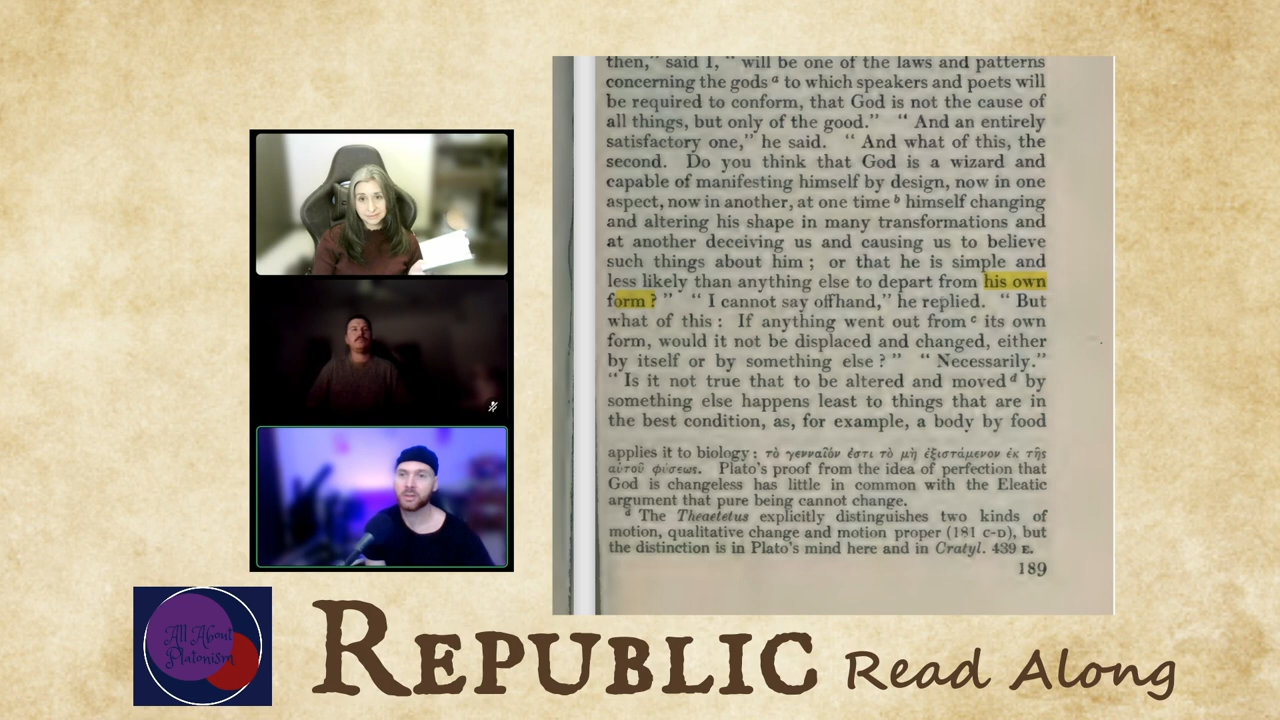 then,” said I, “ will be one of the laws and patterns
concerning the gods a to which speakers and poets will
be required to conform, that God is not the cause of
all things, but only of the good.” “ And an entirely
satisfactory one,” he said. “ And what of this, the
second. Do you think that God is a wizard and
capable of manifesting himself by design, now in one
aspect, now in another, at one time b himself changing
and altering his shape in many transformations and
at another deceiving us and causing us to believe
such things about him ; or that he is simple and
less likely than anything else to depart from his own
form ? ” “ I cannot say offhand,” he replied. “ But
what of this : If anything went out from c its own
form, would it not be displaced and changed, either
by itself or by something else ? ” “ Necessarily.”
“ Is it not true that to be altered and moved d by
something else happens least to things that are in
the best condition, as, for example, a body by food
applies it to biology : τὸ γενναῖόν ἐστι τὸ μὴ ἐξιστάμενον ἐκ τῆς
αὑτοῦ φύσεως. Plato’s proof from the idea of perfection that
God is changeless has little in common with the Eleatic
argument that pure being cannot change.
d The Theaetetus explicitly distinguishes two kinds of
motion, qualitative change and motion proper (181 C-D), but
the distinction is in Plato’s mind here and in Cratyl. 439 E.
189
All About
Platonism
REPUBLIC Read Along